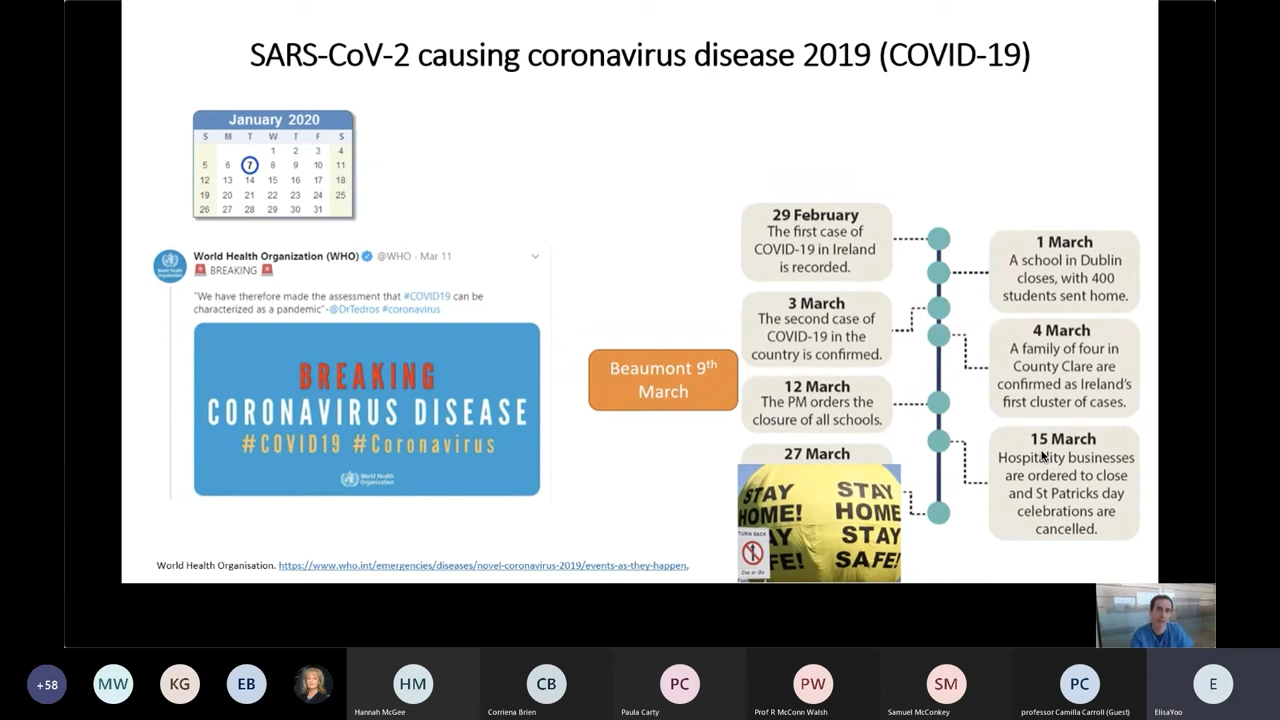 SARS-CoV-2 causing coronavirus disease 2019 (COVID-19)
January 2020
S M T W T F S
1 2 3 4
5 6 7 8 9 10 11
12 13 14 15 16 17 18
19 20 21 22 23 24 25
26 27 28 29 30 31
World Health Organization (WHO) @WHO · Mar 11
🚨 BREAKING 🚨
"We have therefore made the assessment that #COVID19 can be
characterized as a pandemic"-@DrTedros #coronavirus
BREAKING
CORONAVIRUS DISEASE
#COVID19 #Coronavirus
World Health
Organization
Beaumont 9th
March
29 February
The first case of
COVID-19 in Ireland
is recorded.
1 March
A school in Dublin
closes, with 400
students sent home.
3 March
The second case of
COVID-19 in the
country is confirmed.
4 March
A family of four in
County Clare are
confirmed as Ireland's
first cluster of cases.
12 March
The PM orders the
closure of all schools.
15 March
Hospitality businesses
are ordered to close
and St Patricks day
celebrations are
cancelled.
27 March
STAY HOME!
STAY HOME
AY FE!
STAY SAFE!
TURN BACK
World Health Organisation. https://www.who.int/emergencies/diseases/novel-coronavirus-2019/events-as-they-happen,
+58
MW
KG
EB
HM
Hannah McGee
CB
Corriena Brien
PC
Paula Carty
PW
Prof R McConn Walsh
SM
Samuel McConkey
PC
professor Camilla Carroll (Guest)
E
ElisaYoo